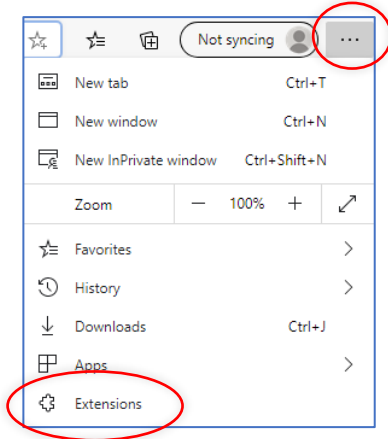 Not syncing
New tab Ctrl+T
New window Ctrl+N
New InPrivate window Ctrl+Shift+N
Zoom — 100% +
Favorites
History
Downloads Ctrl+J
Apps
Extensions